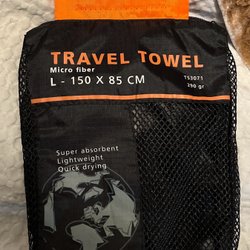 TRAVEL TOWEL
Micro fiber
L - 150 X 85 CM
TS3071
290 gr
Super absorbent
Lightweight
Quick drying